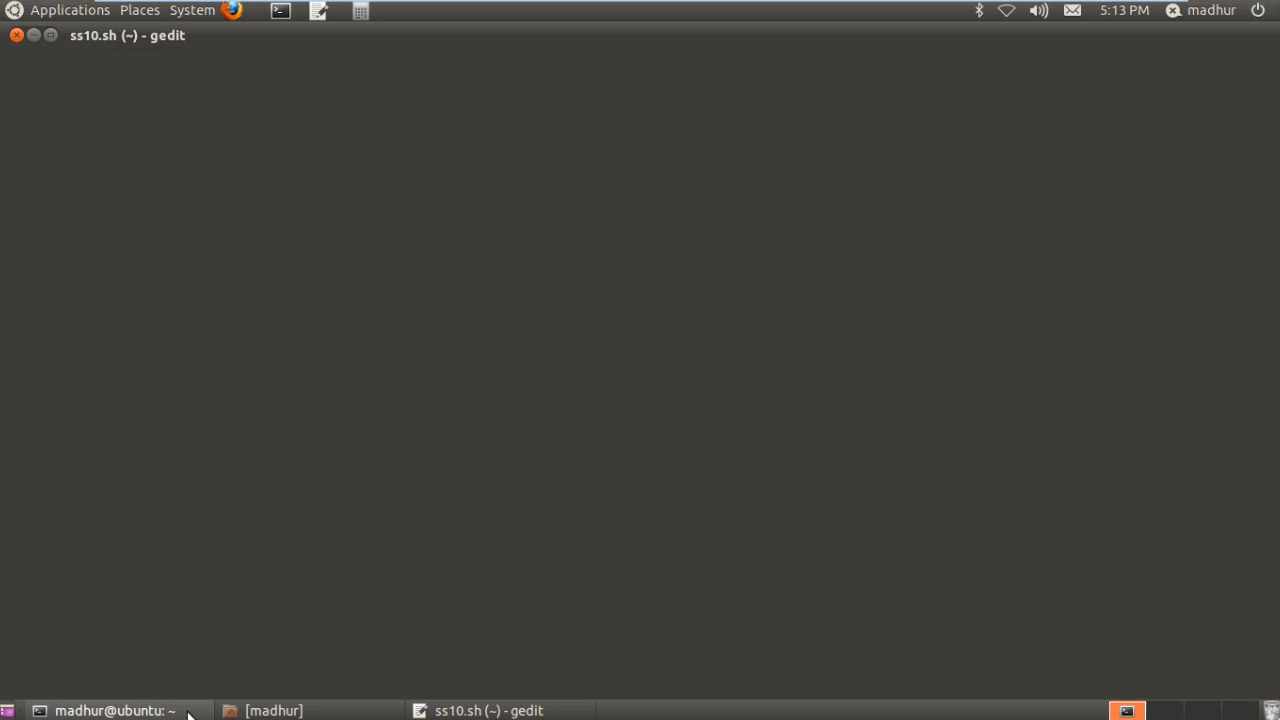 Applications Places System 5:13 PM madhur
ss10.sh (~) - gedit
madhur@ubuntu: ~ [madhur] ss10.sh (~) - gedit